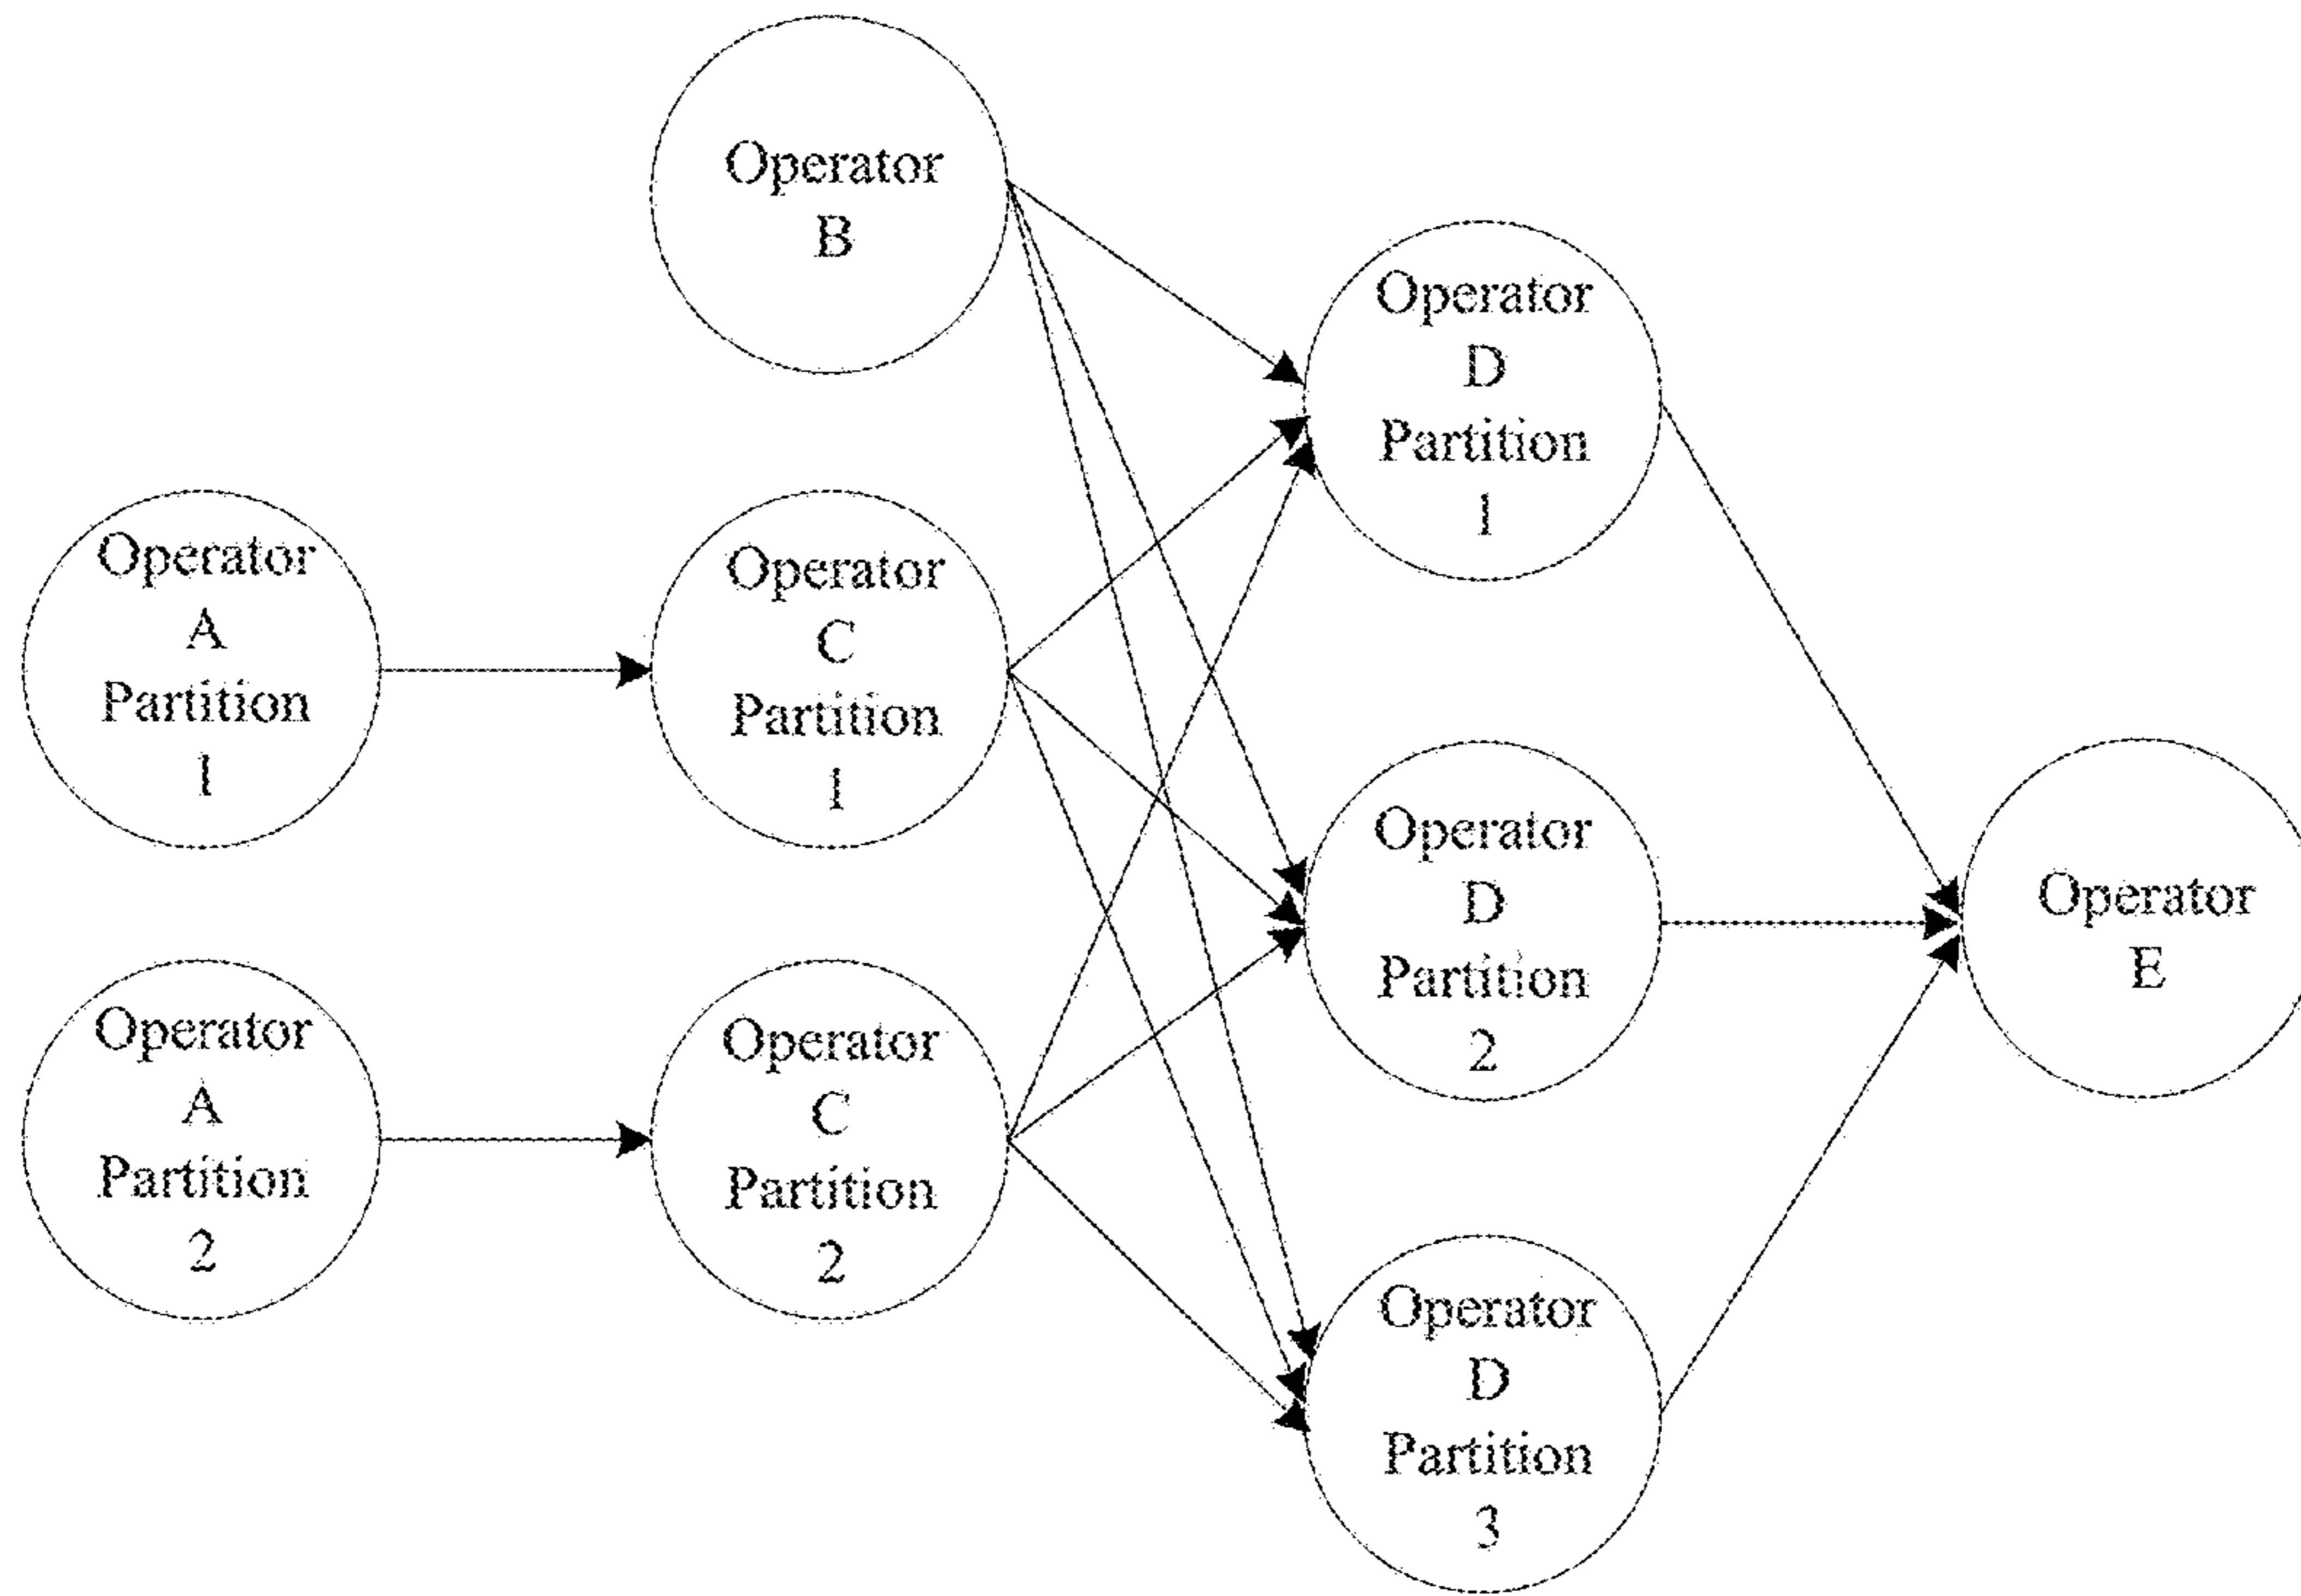 Operator
B
Operator
D
Partition
1
Operator
A
Partition
1
Operator
C
Partition
1
Operator
D
Partition
2
Operator
E
Operator
A
Partition
2
Operator
C
Partition
2
Operator
D
Partition
3